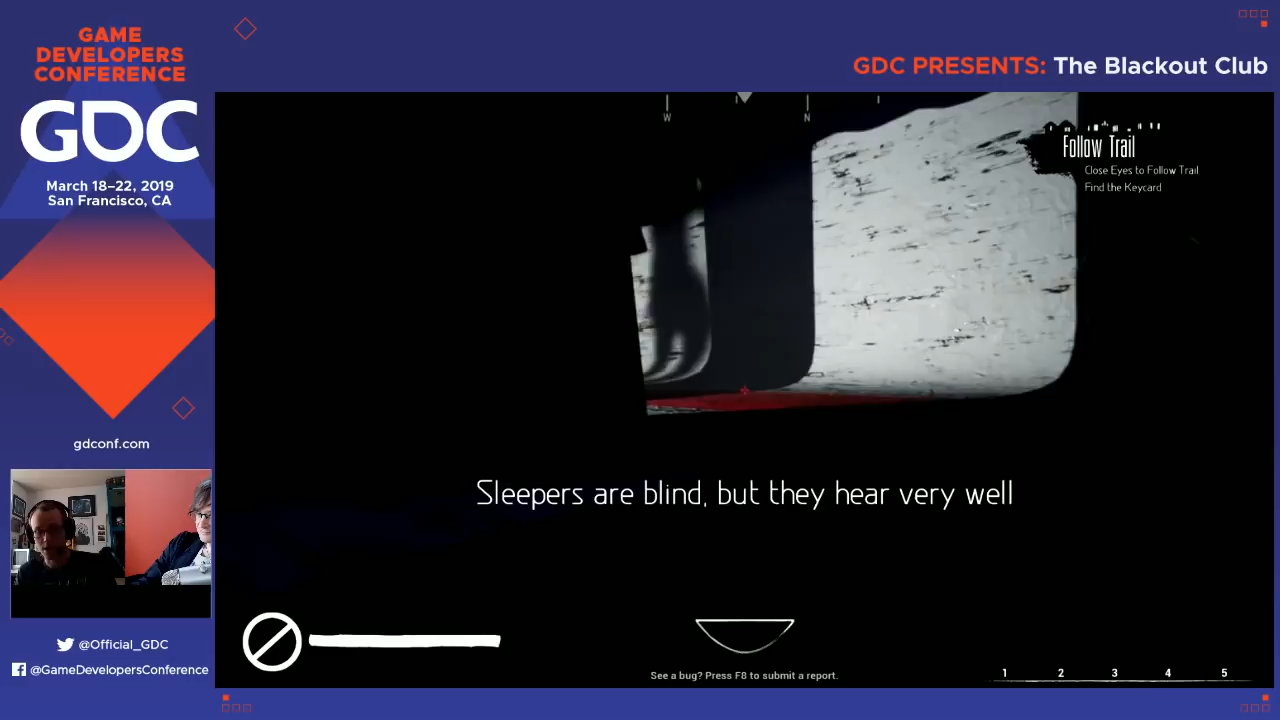 GAME
DEVELOPERS
CONFERENCE
GDC
March 18–22, 2019
San Francisco, CA
gdconf.com
@Official_GDC
@GameDevelopersConference
GDC PRESENTS: The Blackout Club
W
N
Follow Trail
Close Eyes to Follow Trail
Find the Keycard
Sleepers are blind, but they hear very well
See a bug? Press F8 to submit a report.
1 2 3 4 5